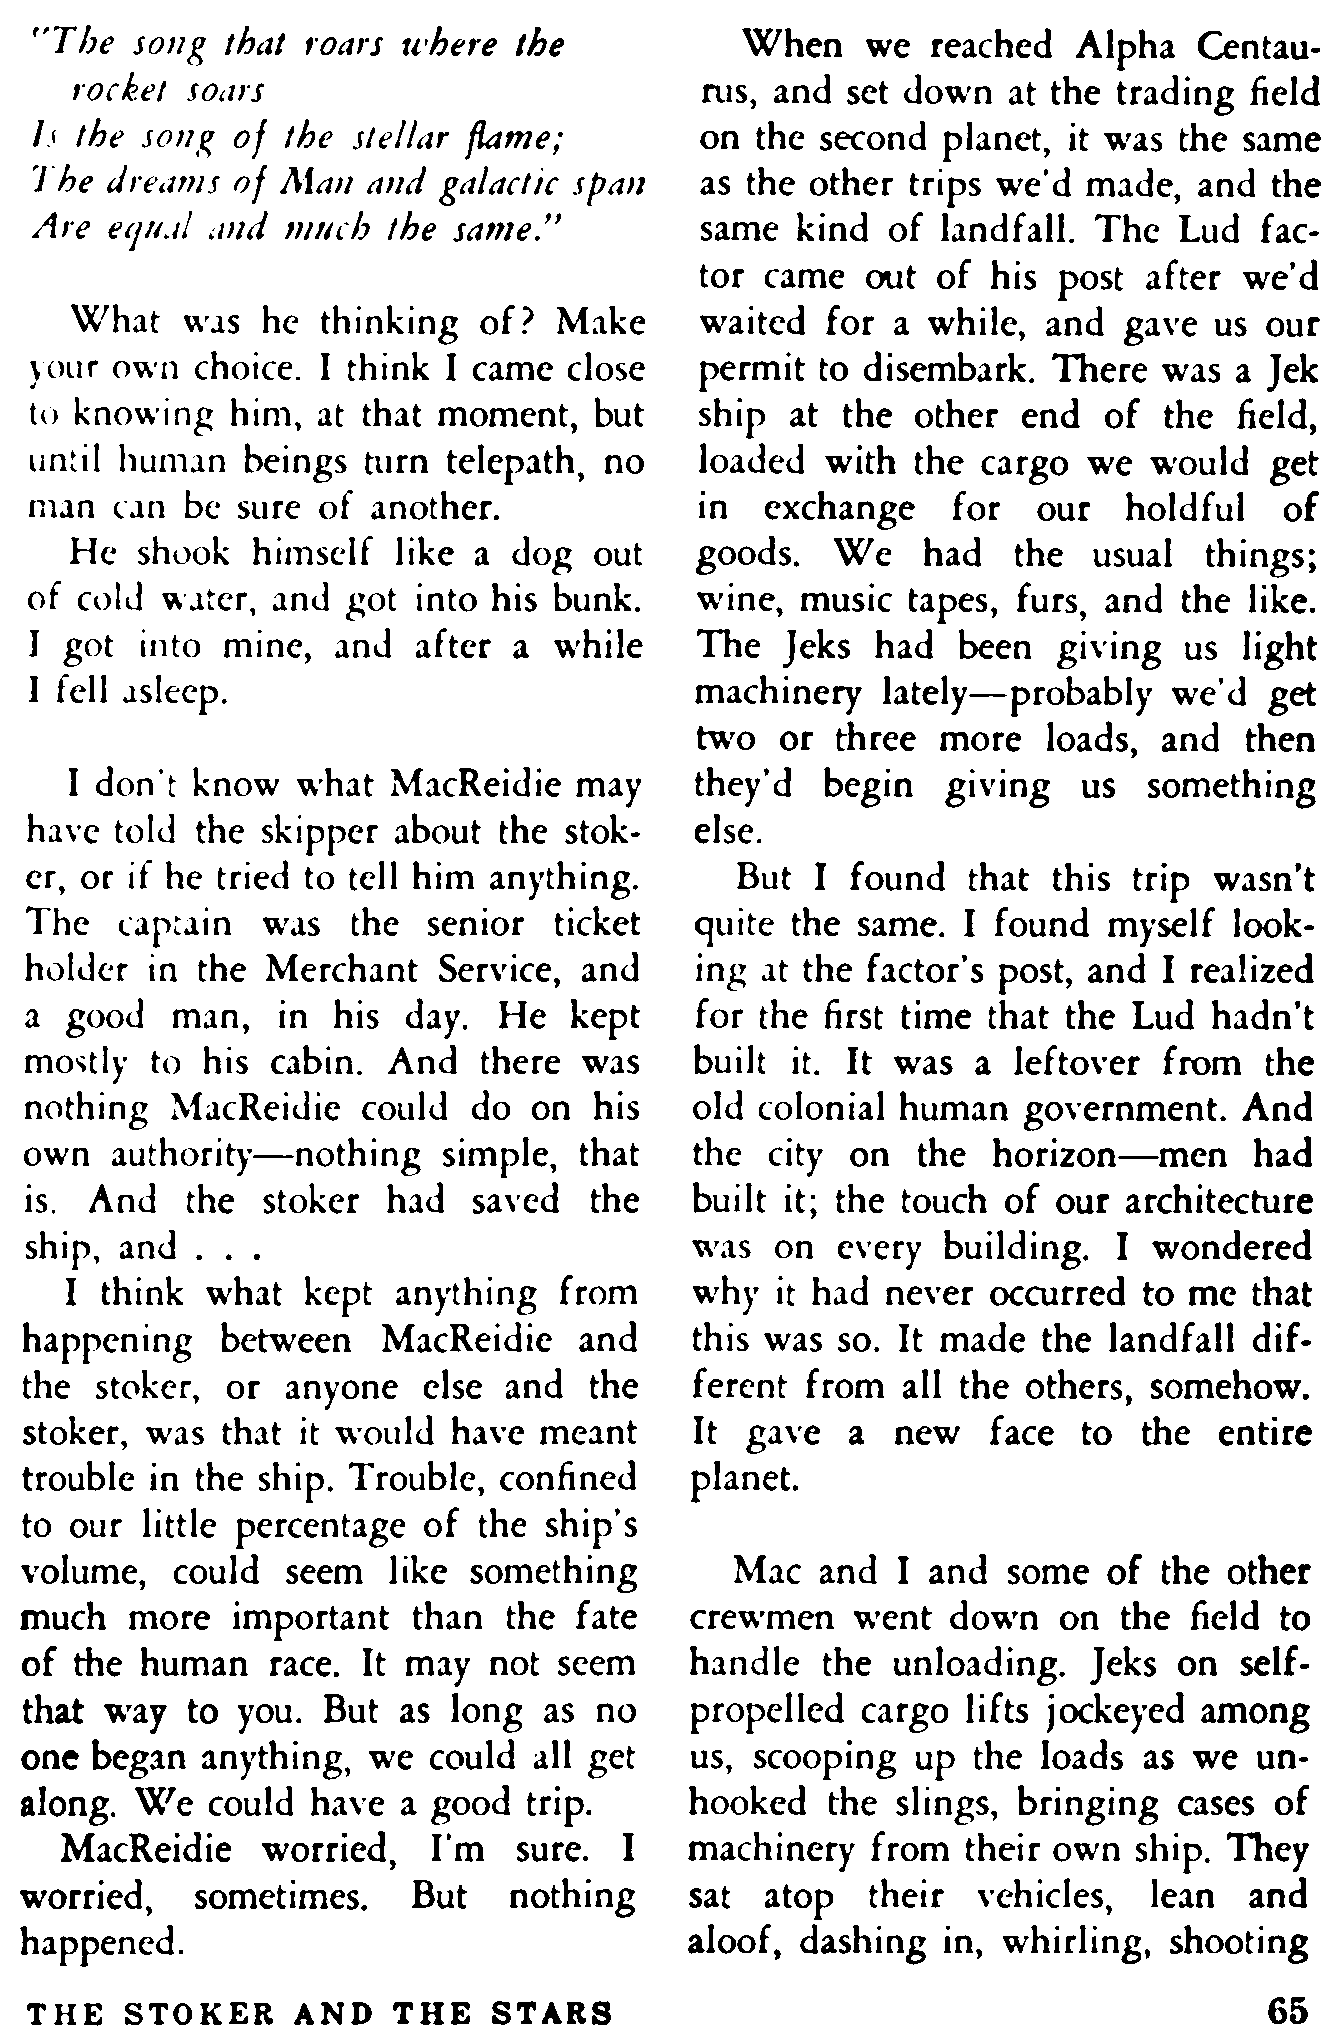 "The song that roars where the
rocket soars
Is the song of the stellar flame;
The dreams of Man and galactic span
Are equal and much the same."
What was he thinking of? Make
your own choice. I think I came close
to knowing him, at that moment, but
until human beings turn telepath, no
man can be sure of another.
He shook himself like a dog out
of cold water, and got into his bunk.
I got into mine, and after a while
I fell asleep.
I don't know what MacReidie may
have told the skipper about the stok-
er, or if he tried to tell him anything.
The captain was the senior ticket
holder in the Merchant Service, and
a good man, in his day. He kept
mostly to his cabin. And there was
nothing MacReidie could do on his
own authority—nothing simple, that
is. And the stoker had saved the
ship, and . . .
I think what kept anything from
happening between MacReidie and
the stoker, or anyone else and the
stoker, was that it would have meant
trouble in the ship. Trouble, confined
to our little percentage of the ship's
volume, could seem like something
much more important than the fate
of the human race. It may not seem
that way to you. But as long as no
one began anything, we could all get
along. We could have a good trip.
MacReidie worried, I'm sure. I
worried, sometimes. But nothing
happened.
When we reached Alpha Centau-
rus, and set down at the trading field
on the second planet, it was the same
as the other trips we'd made, and the
same kind of landfall. The Lud fac-
tor came out of his post after we'd
waited for a while, and gave us our
permit to disembark. There was a Jek
ship at the other end of the field,
loaded with the cargo we would get
in exchange for our holdful of
goods. We had the usual things;
wine, music tapes, furs, and the like.
The Jeks had been giving us light
machinery lately—probably we'd get
two or three more loads, and then
they'd begin giving us something
else.
But I found that this trip wasn't
quite the same. I found myself look-
ing at the factor's post, and I realized
for the first time that the Lud hadn't
built it. It was a leftover from the
old colonial human government. And
the city on the horizon—men had
built it; the touch of our architecture
was on every building. I wondered
why it had never occurred to me that
this was so. It made the landfall dif-
ferent from all the others, somehow.
It gave a new face to the entire
planet.
Mac and I and some of the other
crewmen went down on the field to
handle the unloading. Jeks on self-
propelled cargo lifts jockeyed among
us, scooping up the loads as we un-
hooked the slings, bringing cases of
machinery from their own ship. They
sat atop their vehicles, lean and
aloof, dashing in, whirling, shooting
THE STOKER AND THE STARS 65